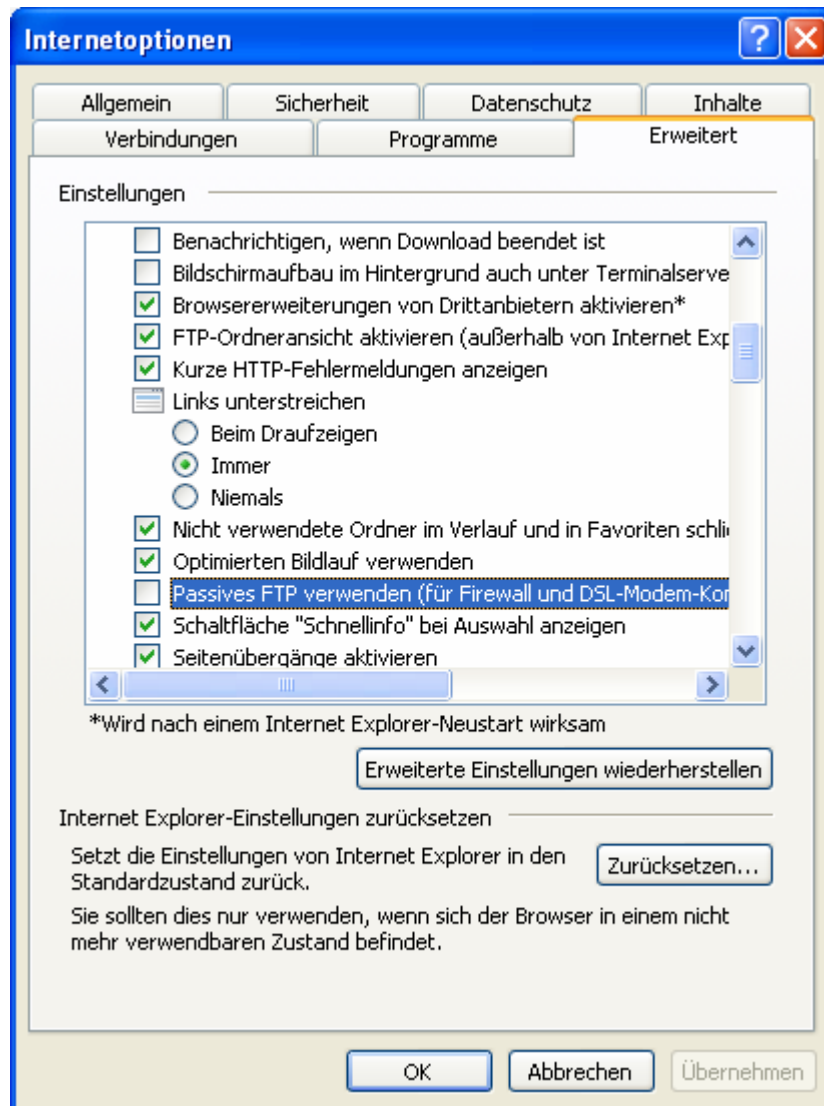 Internetoptionen
Allgemein Sicherheit Datenschutz Inhalte
Verbindungen Programme Erweitert
Einstellungen
Benachrichtigen, wenn Download beendet ist
Bildschirmaufbau im Hintergrund auch unter Terminalserve
Browsererweiterungen von Drittanbietern aktivieren*
FTP-Ordneransicht aktivieren (außerhalb von Internet Exp
Kurze HTTP-Fehlermeldungen anzeigen
Links unterstreichen
Beim Draufzeigen
Immer
Niemals
Nicht verwendete Ordner im Verlauf und in Favoriten schli
Optimierten Bildlauf verwenden
Passives FTP verwenden (für Firewall und DSL-Modem-Kor
Schaltfläche "Schnellinfo" bei Auswahl anzeigen
Seitenübergänge aktivieren
*Wird nach einem Internet Explorer-Neustart wirksam
Erweiterte Einstellungen wiederherstellen
Internet Explorer-Einstellungen zurücksetzen
Setzt die Einstellungen von Internet Explorer in den
Standardzustand zurück.
Zurücksetzen...
Sie sollten dies nur verwenden, wenn sich der Browser in einem nicht
mehr verwendbaren Zustand befindet.
OK Abbrechen Übernehmen